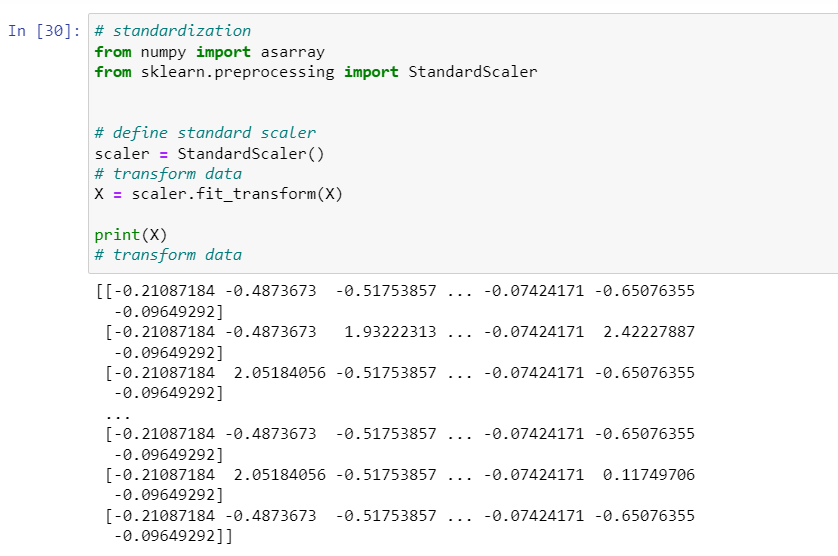 In [30]: # standardization
from numpy import asarray
from sklearn.preprocessing import StandardScaler
# define standard scaler
scaler = StandardScaler()
# transform data
X = scaler.fit_transform(X)
print(X)
# transform data
[[-0.21087184 -0.4873673  -0.51753857 ... -0.07424171 -0.65076355
  -0.09649292]
 [-0.21087184 -0.4873673   1.93222313 ... -0.07424171  2.42227887
  -0.09649292]
 [-0.21087184  2.05184056 -0.51753857 ... -0.07424171 -0.65076355
  -0.09649292]
 ...
 [-0.21087184 -0.4873673  -0.51753857 ... -0.07424171 -0.65076355
  -0.09649292]
 [-0.21087184  2.05184056 -0.51753857 ... -0.07424171  0.11749706
  -0.09649292]
 [-0.21087184 -0.4873673  -0.51753857 ... -0.07424171 -0.65076355
  -0.09649292]]